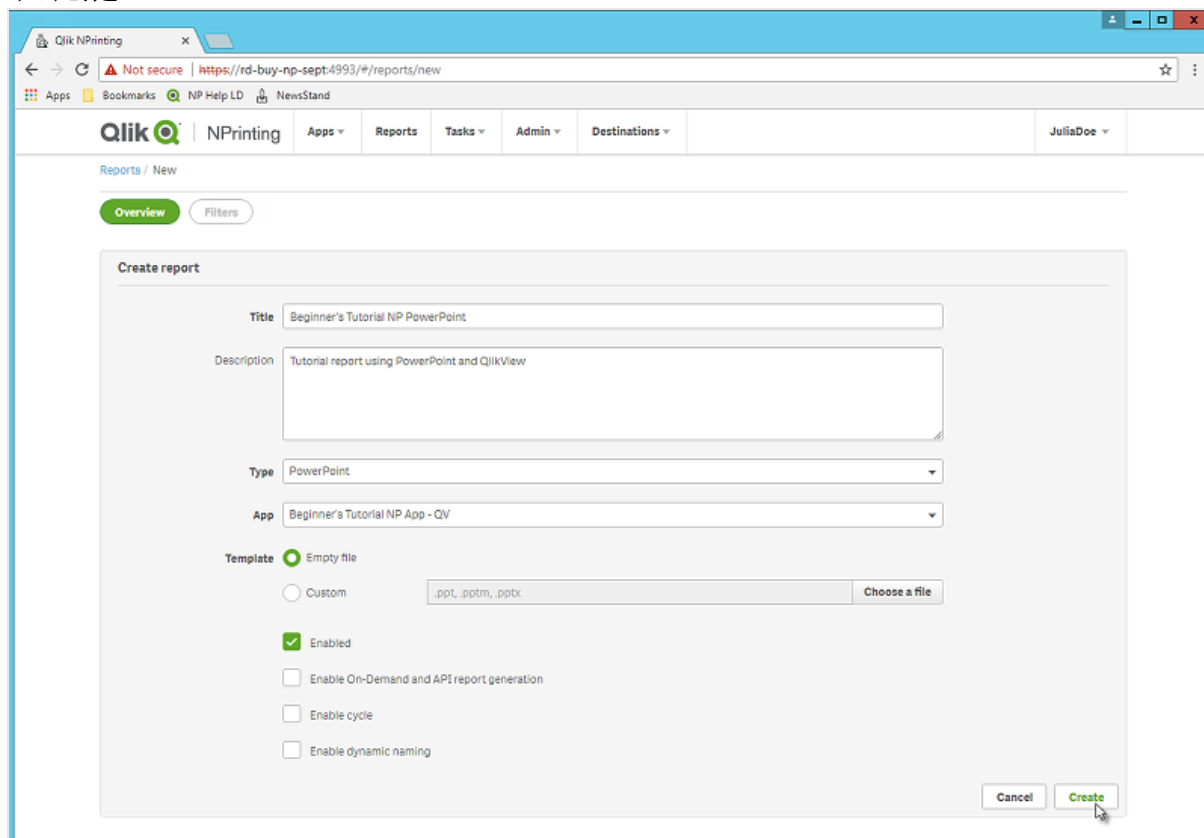 Qlik NPrinting
Not secure | https://rd-buy-np-sept:4993/#/reports/new
Apps Bookmarks NP Help LD NewsStand
Qlik NPrinting Apps Reports Tasks Admin Destinations JuliaDoe
Reports / New
Overview Filters
Create report
Title Beginner's Tutorial NP PowerPoint
Description Tutorial report using PowerPoint and QlikView
Type PowerPoint
App Beginner's Tutorial NP App - QV
Template Empty file
Custom .ppt, .pptm, .pptx Choose a file
Enabled
Enable On-Demand and API report generation
Enable cycle
Enable dynamic naming
Cancel Create